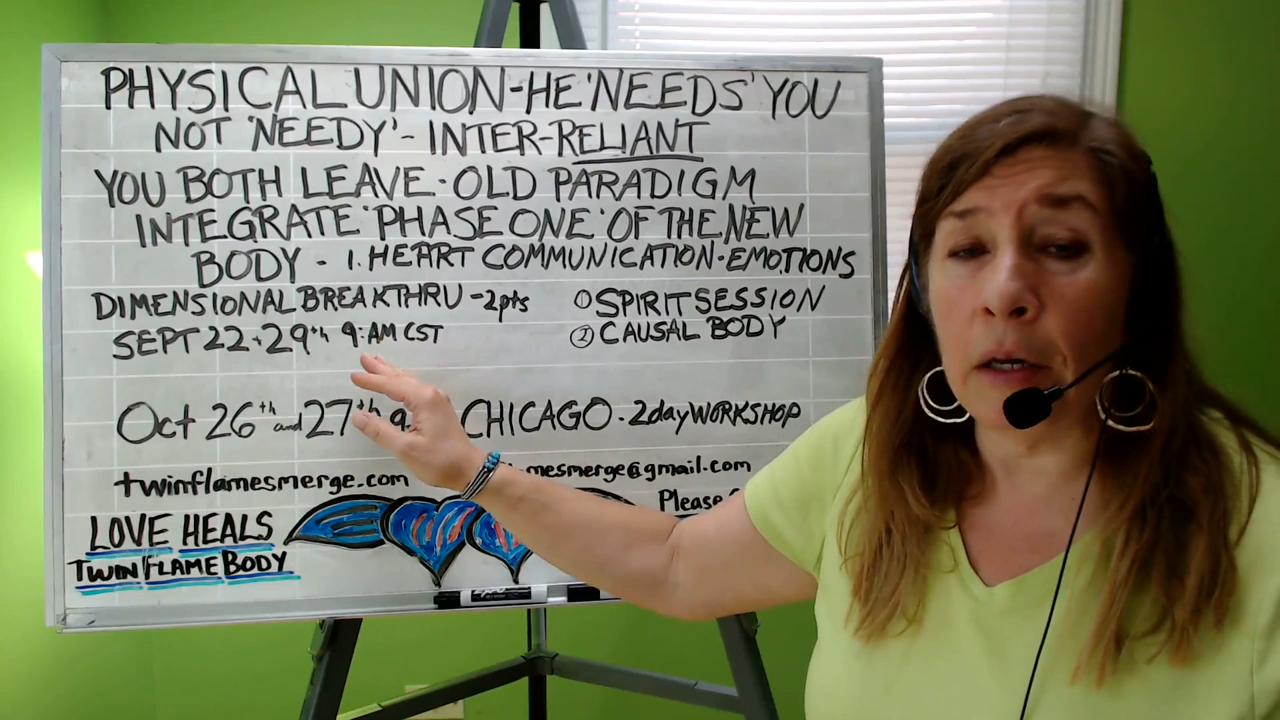 PHYSICAL UNION-HE 'NEEDS' YOU
NOT 'NEEDY'- INTER-RELIANT
YOU BOTH LEAVE· OLD PARADIGM
INTEGRATE 'PHASE ONE' OF THE NEW
BODY - 1. HEART COMMUNICATION·EMOTIONS
DIMENSIONAL BREAKTHRU -2pts ① SPIRIT SESSION
SEPT 22+29th 9:AM CST ② CAUSAL BODY
Oct 26th and 27th CHICAGO· 2day WORKSHOP
twinflamesmerge.com mesmerge@gmail.com
Please
LOVE HEALS
TWIN FLAME BODY